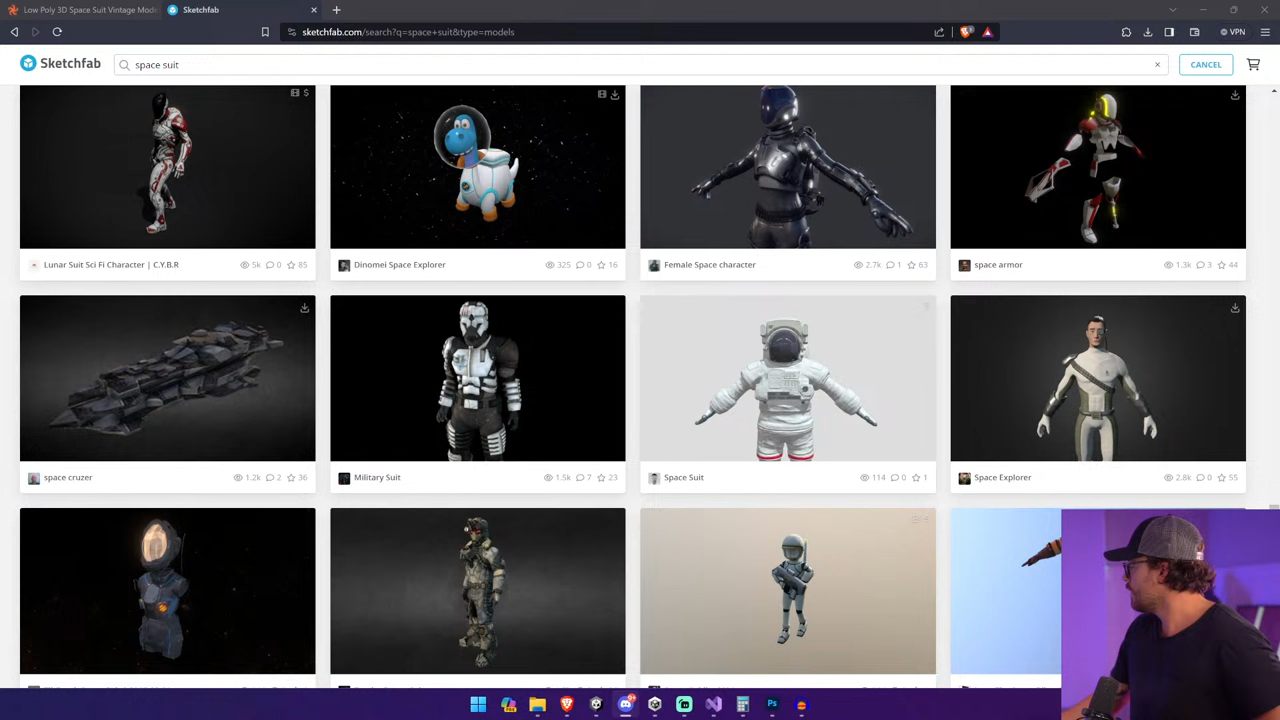 Low Poly 3D Space Suit Vintage Mode
Sketchfab
VPN
sketchfab.com/search?q=space+suit&type=models
Sketchfab
space suit
CANCEL
$
Lunar Suit Sci Fi Character | C.Y.B.R
5k
0
85
Dinomei Space Explorer
325
0
16
Female Space character
2.7k
1
63
space armor
1.3k
3
44
space cruzer
1.2k
2
36
Military Suit
1.5k
7
23
Space Suit
114
0
1
Space Explorer
2.8k
0
55
Ps